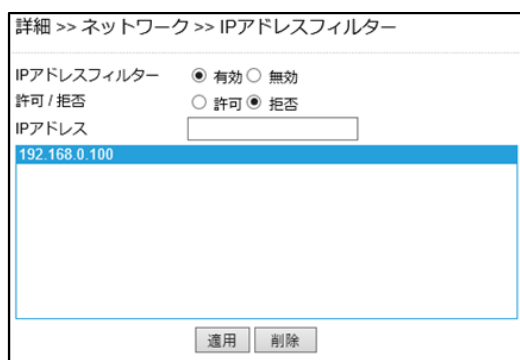 詳細 >> ネットワーク >> IPアドレスフィルター
IPアドレスフィルター 有効 無効
許可 / 拒否 許可 拒否
IPアドレス
192.168.0.100
適用 削除